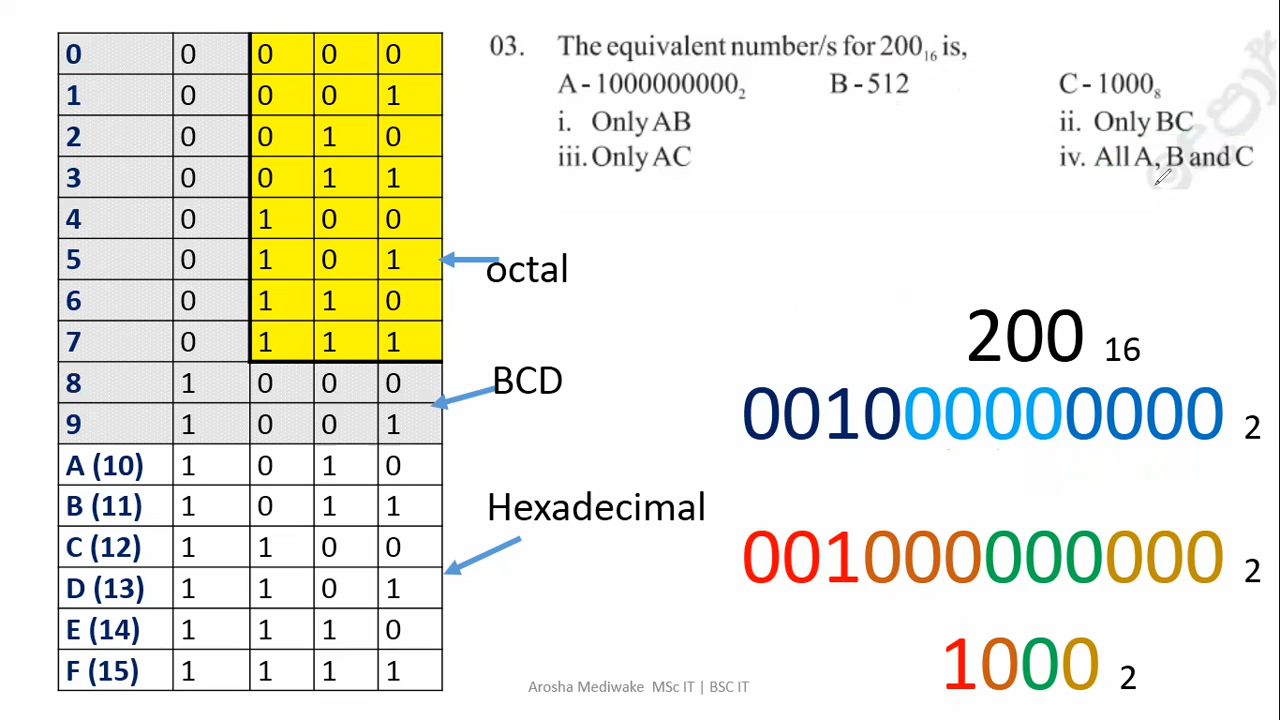 0 0 0 0 0
1 0 0 0 1
2 0 0 1 0
3 0 0 1 1
4 0 1 0 0
5 0 1 0 1
6 0 1 1 0
7 0 1 1 1
8 1 0 0 0
9 1 0 0 1
A (10) 1 0 1 0
B (11) 1 0 1 1
C (12) 1 1 0 0
D (13) 1 1 0 1
E (14) 1 1 1 0
F (15) 1 1 1 1
octal
BCD
Hexadecimal
03. The equivalent number/s for 200₁₆ is,
A - 1000000000₂ B - 512 C - 1000₈
i. Only AB ii. Only BC
iii. Only AC iv. All A, B and C
200 16
001000000000 2
001000000000 2
1000 2
Arosha Mediwake MSc IT | BSC IT